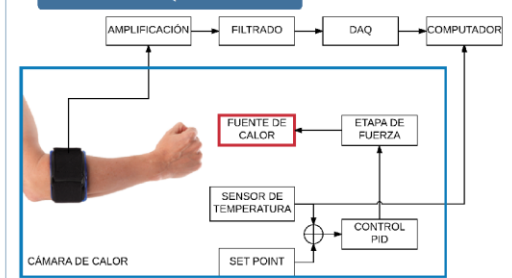 AMPLIFICACIÓN
FILTRADO
DAQ
COMPUTADOR
FUENTE DE
CALOR
ETAPA DE
FUERZA
SENSOR DE
TEMPERATURA
CONTROL
PID
SET POINT
CÁMARA DE CALOR